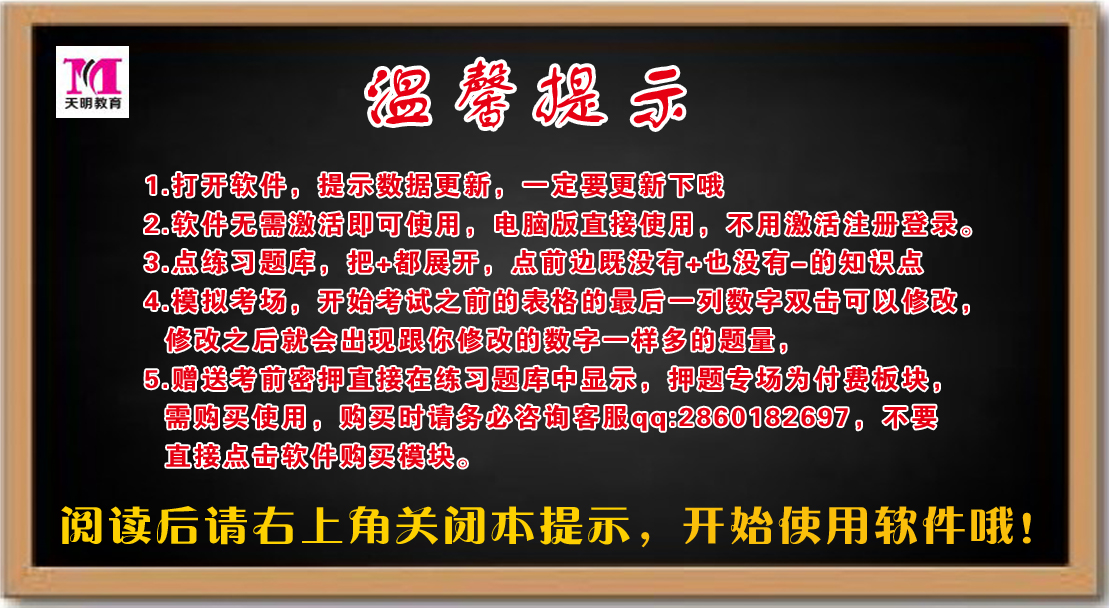 天明教育
温馨提示
1.打开软件，提示数据更新，一定要更新下哦
2.软件无需激活即可使用，电脑版直接使用，不用激活注册登录。
3.点练习题库，把+都展开，点前边既没有+也没有-的知识点
4.模拟考场，开始考试之前的表格的最后一列数字双击可以修改，
修改之后就会出现跟你修改的数字一样多的题量，
5.赠送考前密押直接在练习题库中显示，押题专场为付费板块，
需购买使用，购买时请务必咨询客服qq:2860182697，不要
直接点击软件购买模块。
阅读后请右上角关闭本提示，开始使用软件哦!